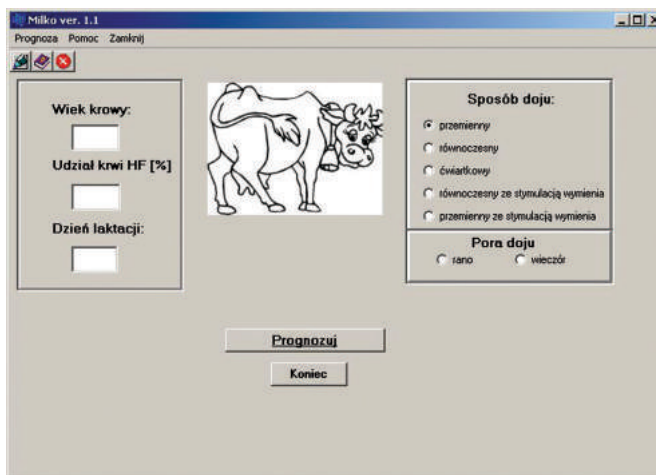 Milko ver. 1.1
Prognoza Pomoc Zamknij
Wiek krowy:
Udział krwi HF [%]
Dzień laktacji:
Sposób doju:
przemienny
równoczesny
ćwiartkowy
równoczesny ze stymulacją wymienia
przemienny ze stymulacją wymienia
Pora doju
rano wieczór
Prognozuj
Koniec